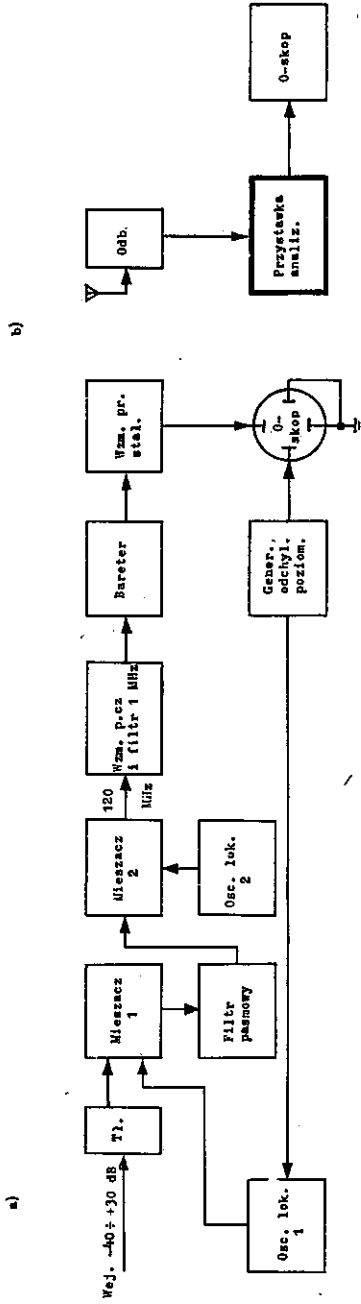 a)
Wej. -40 ÷ +30 dB
Tł.
Mieszacz
1
Filtr
pasmowy
Osc. lok.
1
Mieszacz
2
Osc. lok.
2
120
MHz
Wzm. p.cz
i filtr 1 MHz
Bareter
Wzm. pr.
stał.
O-
skop
Gener.
odchyl.
poziom.
b)
Odb.
Przystawka
analiz.
O-skop